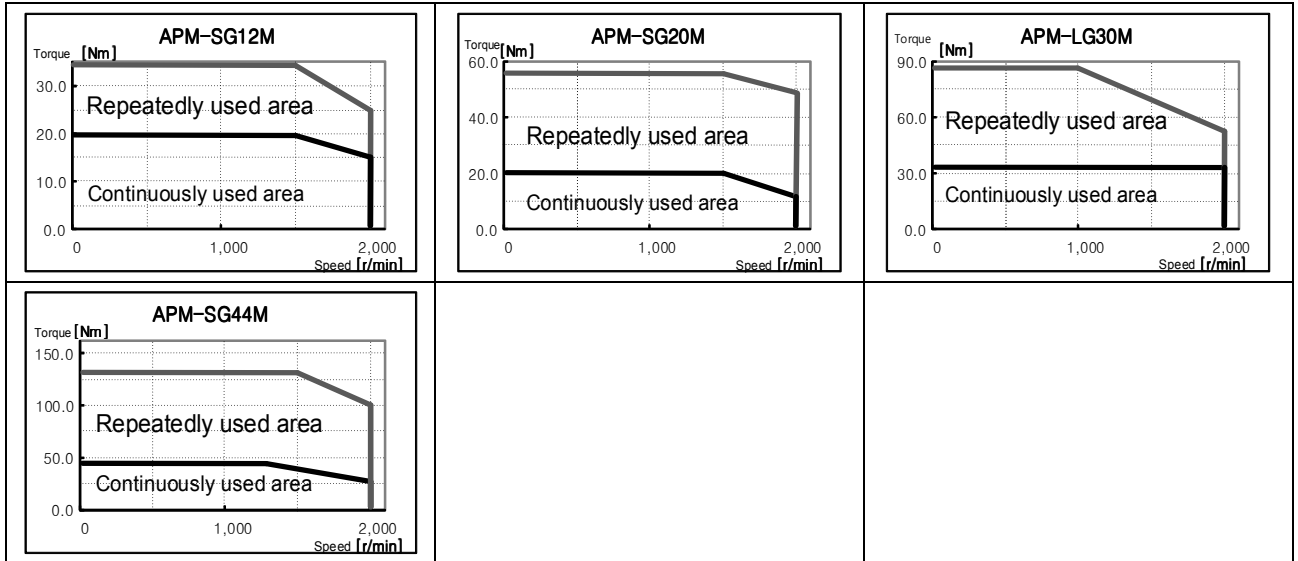 APM-SG12M
Torque [Nm]
30.0
Repeatedly used area
20.0
10.0
Continuously used area
0.0
0 1,000 2,000
Speed [r/min]
APM-SG20M
Torque [Nm]
60.0
40.0
Repeatedly used area
20.0
Continuously used area
0.0
0 1,000 2,000
Speed [r/min]
APM-LG30M
Torque [Nm]
90.0
60.0
Repeatedly used area
30.0
Continuously used area
0.0
0 1,000 2,000
Speed [r/min]
APM-SG44M
Torque [Nm]
150.0
100.0
Repeatedly used area
50.0
Continuously used area
0.0
0 1,000 2,000
Speed [r/min]